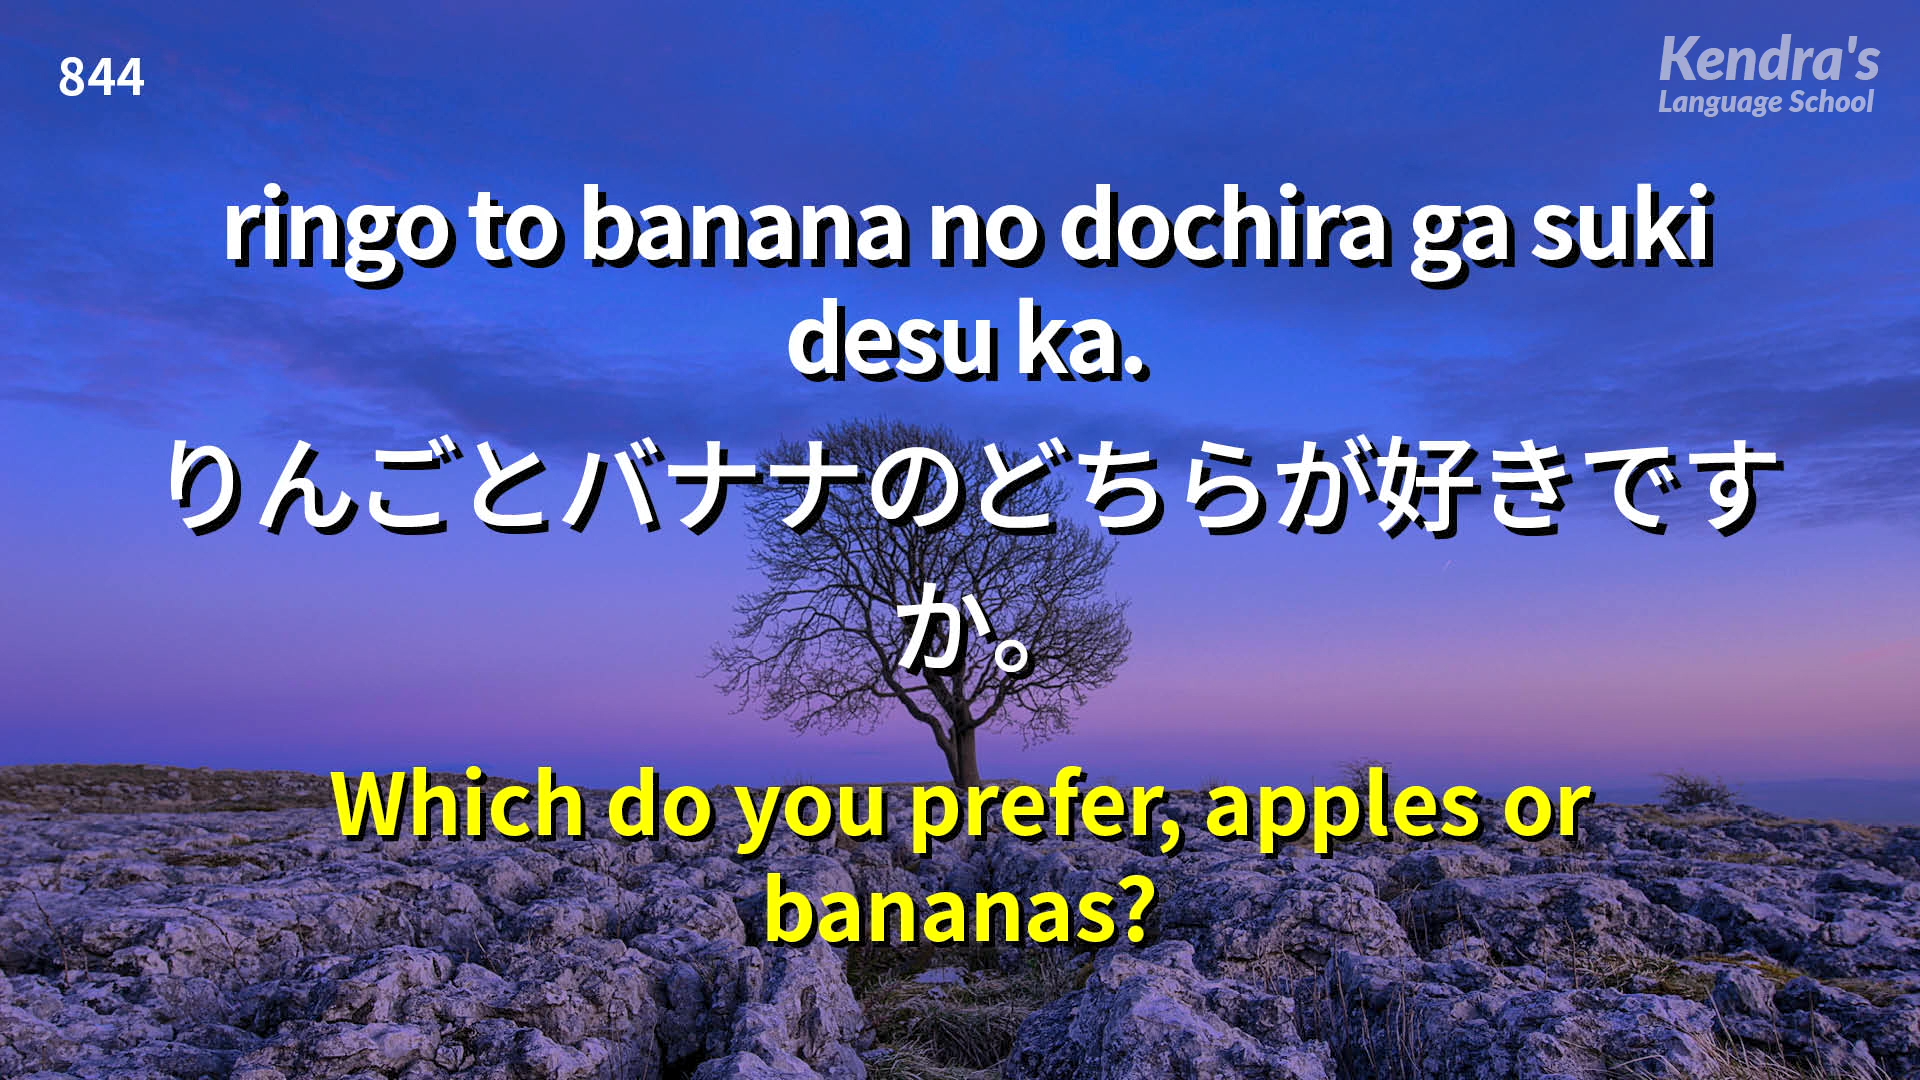 844
Kendra's
Language School
ringo to banana no dochira ga suki
desu ka.
りんごとバナナのどちらが好きです
か。
Which do you prefer, apples or
bananas?